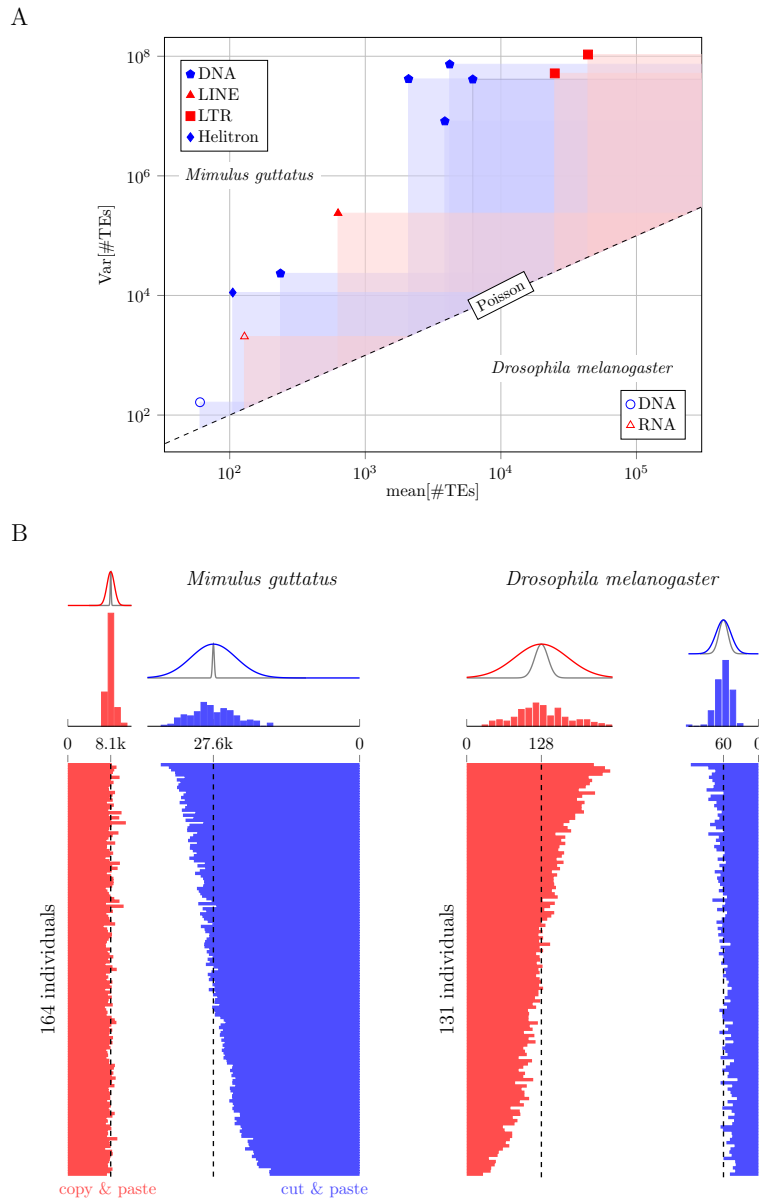 A
10^8
10^6
10^4
10^2
Var[#TEs]
DNA
LINE
LTR
Helitron
Mimulus guttatus
Poisson
Drosophila melanogaster
DNA
RNA
10^2 10^3 10^4 10^5
mean[#TEs]
B
Mimulus guttatus Drosophila melanogaster
0 8.1k 27.6k 0 0 128 60 0
164 individuals
131 individuals
copy & paste cut & paste